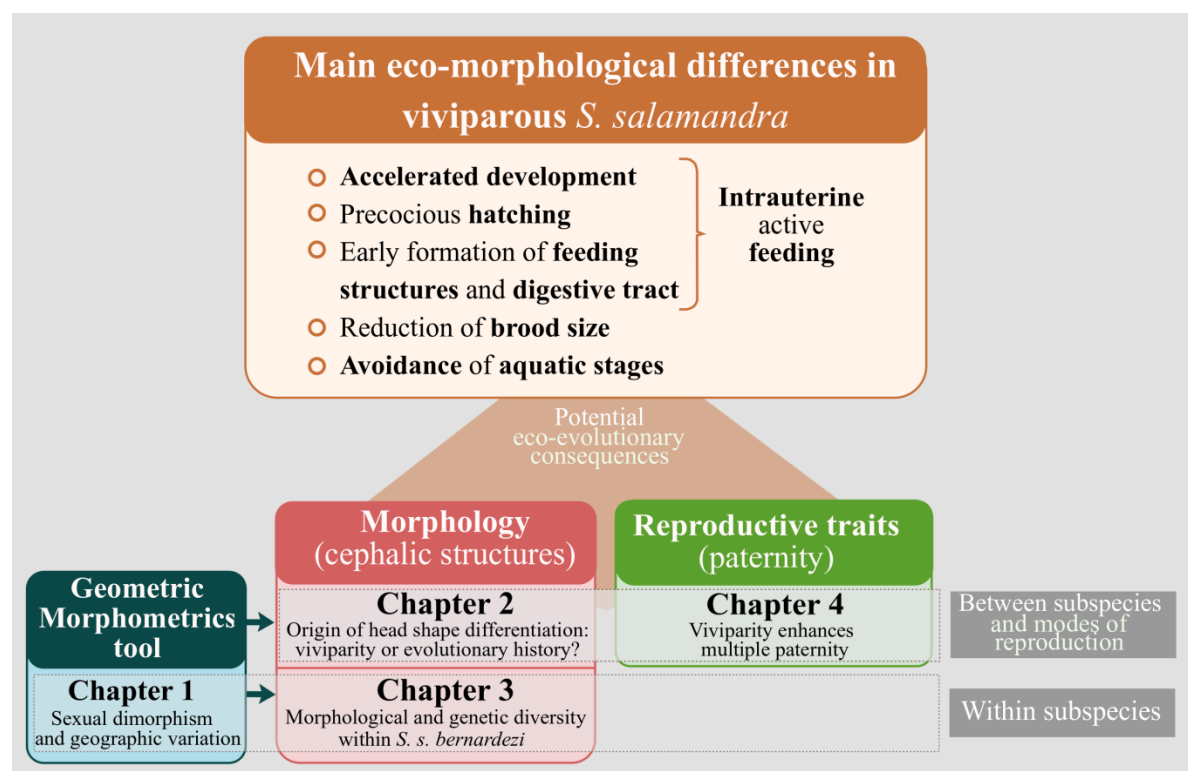 Main eco-morphological differences in
viviparous S. salamandra
Accelerated development
Precocious hatching
Early formation of feeding
structures and digestive tract
Reduction of brood size
Avoidance of aquatic stages
Intrauterine
active
feeding
Potential
eco-evolutionary
consequences
Morphology
(cephalic structures)
Reproductive traits
(paternity)
Geometric
Morphometrics
tool
Chapter 2
Origin of head shape differentiation:
viviparity or evolutionary history?
Chapter 4
Viviparity enhances
multiple paternity
Between subspecies
and modes of
reproduction
Chapter 1
Sexual dimorphism
and geographic variation
Chapter 3
Morphological and genetic diversity
within S. s. bernardezi
Within subspecies